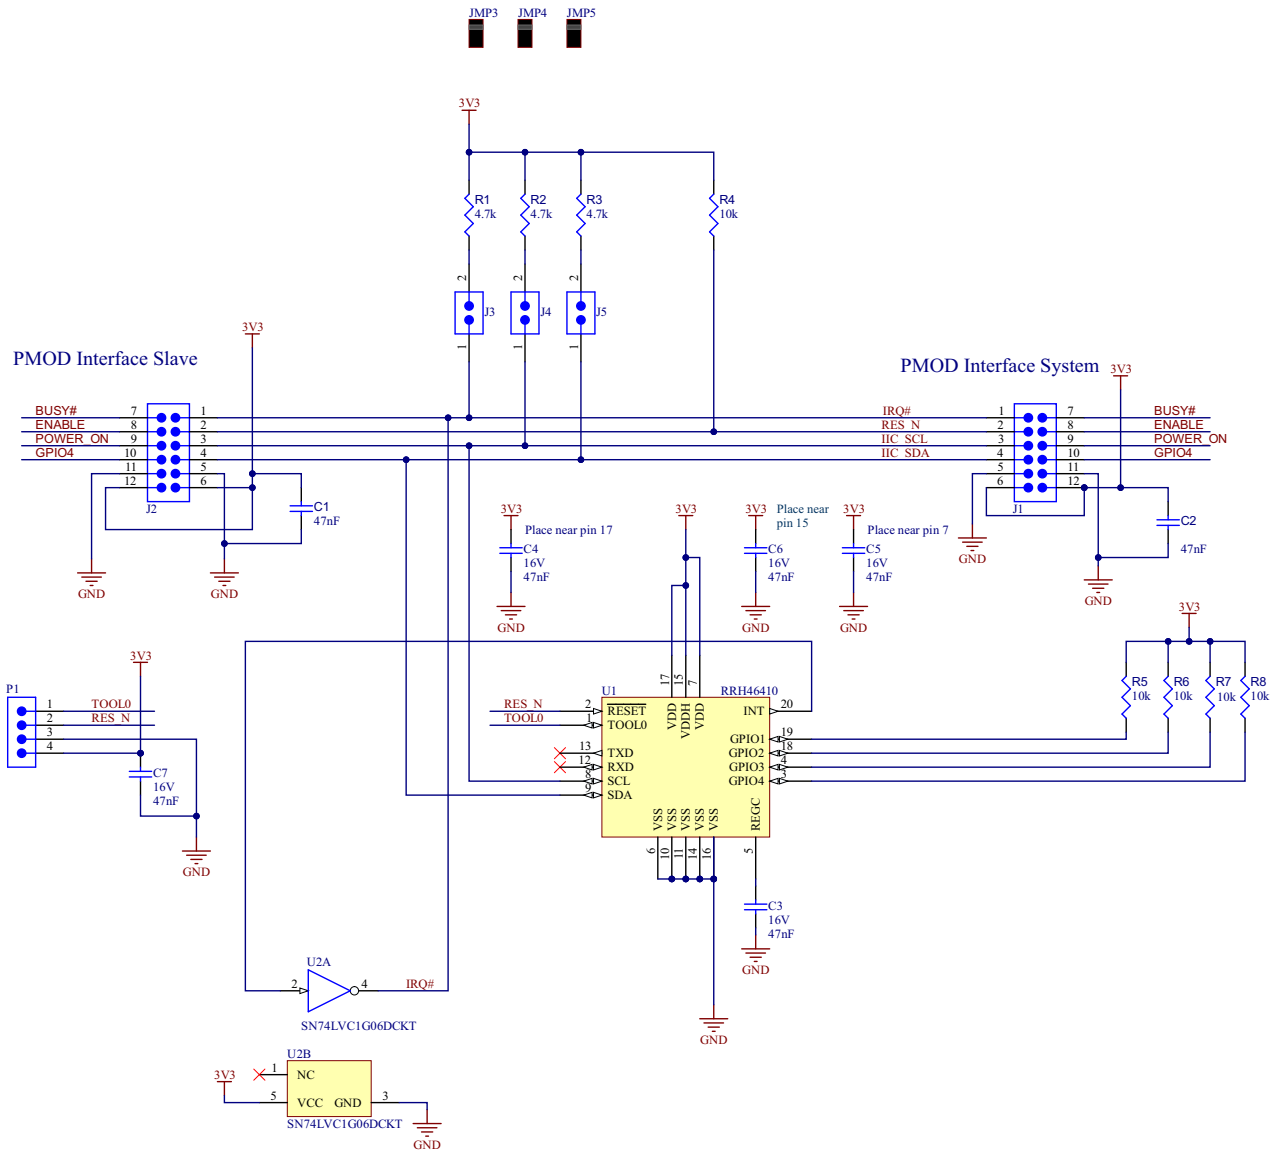 JMP3 JMP4 JMP5
3V3
R1 R2 R3 R4
4.7k 4.7k 4.7k 10k
2 2 2
J3 J4 J5
1 1 1
PMOD Interface Slave
3V3
BUSY# 7 1
ENABLE 8 2
POWER_ON 9 3
GPIO4 10 4
11 5
12 6
J2
C1
47nF
GND GND
PMOD Interface System
3V3
IRQ# 1 7 BUSY#
RES_N 2 8 ENABLE
IIC_SCL 3 9 POWER_ON
IIC_SDA 4 10 GPIO4
5 11
6 12
J1
C2
47nF
GND GND
3V3
Place near pin 17
C4
16V
47nF
GND
3V3
3V3
Place near
pin 15
C6
16V
47nF
GND
3V3
Place near pin 7
C5
16V
47nF
GND
3V3
R5 R6 R7 R8
10k 10k 10k 10k
P1
3V3
1 TOOL0
2 RES_N
3
4
C7
16V
47nF
GND
U1 RRH46410
17 15 7
VDD VDDH VDD
RES_N 2 RESET
TOOL0 1 TOOL0
13 TXD
12 RXD
8 SCL
9 SDA
INT 20
GPIO1 19
GPIO2 18
GPIO3 4
GPIO4 3
VSS VSS VSS VSS VSS REGC
6 10 11 14 16 5
C3
16V
47nF
GND
GND
U2A
2 4 IRQ#
SN74LVC1G06DCKT
U2B
3V3
1 NC
5 VCC GND 3
SN74LVC1G06DCKT
GND